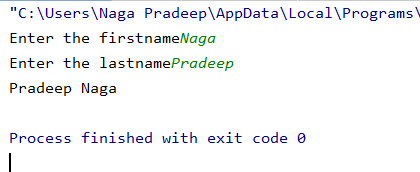 "C:\Users\Naga Pradeep\AppData\Local\Programs\
Enter the firstnameNaga
Enter the lastnamePradeep
Pradeep Naga
Process finished with exit code 0